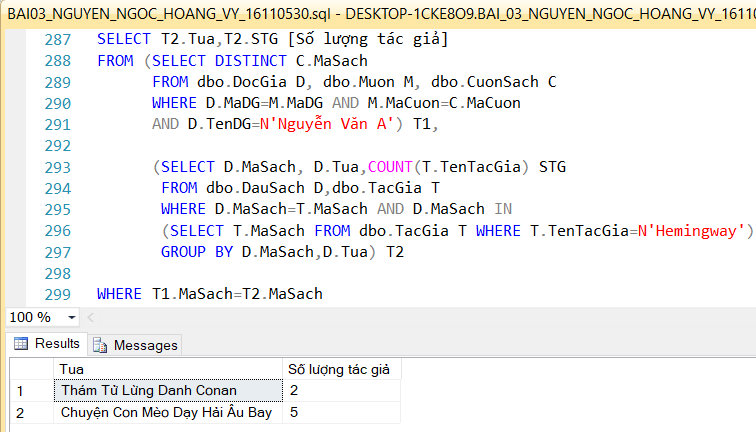 BAI03_NGUYEN_NGOC_HOANG_VY_16110530.sql - DESKTOP-1CKE8O9.BAI_03_NGUYEN_NGOC_HOANG_VY_1611
287 SELECT T2.Tua,T2.STG [Số lượng tác giả]
288 FROM (SELECT DISTINCT C.MaSach
289 FROM dbo.DocGia D, dbo.Muon M, dbo.CuonSach C
290 WHERE D.MaDG=M.MaDG AND M.MaCuon=C.MaCuon
291 AND D.TenDG=N'Nguyễn Văn A') T1,
292
293 (SELECT D.MaSach, D.Tua,COUNT(T.TenTacGia) STG
294 FROM dbo.DauSach D,dbo.TacGia T
295 WHERE D.MaSach=T.MaSach AND D.MaSach IN
296 (SELECT T.MaSach FROM dbo.TacGia T WHERE T.TenTacGia=N'Hemingway')
297 GROUP BY D.MaSach,D.Tua) T2
298
299 WHERE T1.MaSach=T2.MaSach
100 %
Results Messages
Tua Số lượng tác giả
1 Thám Tử Lừng Danh Conan 2
2 Chuyện Con Mèo Dạy Hải Âu Bay 5